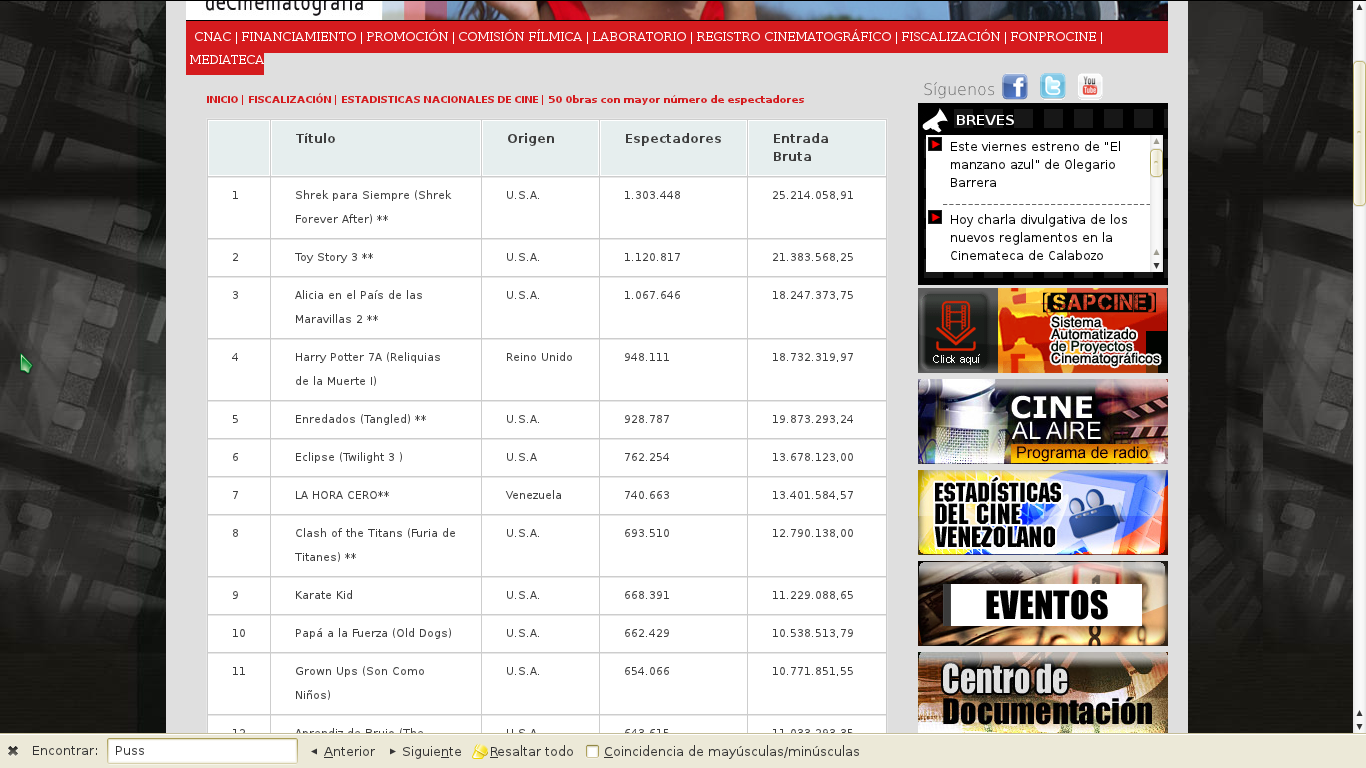 deCinematografía
CNAC | FINANCIAMIENTO | PROMOCIÓN | COMISIÓN FÍLMICA | LABORATORIO | REGISTRO CINEMATOGRÁFICO | FISCALIZACIÓN | FONPROCINE |
MEDIATECA
Síguenos
You Tube
INICIO | FISCALIZACIÓN | ESTADISTICAS NACIONALES DE CINE | 50 0bras con mayor número de espectadores
Título Origen Espectadores Entrada
Bruta
1 Shrek para Siempre (Shrek U.S.A. 1.303.448 25.214.058,91
Forever After) **
2 Toy Story 3 ** U.S.A. 1.120.817 21.383.568,25
3 Alicia en el País de las U.S.A. 1.067.646 18.247.373,75
Maravillas 2 **
4 Harry Potter 7A (Reliquias Reino Unido 948.111 18.732.319,97
de la Muerte I)
5 Enredados (Tangled) ** U.S.A. 928.787 19.873.293,24
6 Eclipse (Twilight 3 ) U.S.A 762.254 13.678.123,00
7 LA HORA CERO** Venezuela 740.663 13.401.584,57
8 Clash of the Titans (Furia de U.S.A. 693.510 12.790.138,00
Titanes) **
9 Karate Kid U.S.A. 668.391 11.229.088,65
10 Papá a la Fuerza (Old Dogs) U.S.A. 662.429 10.538.513,79
11 Grown Ups (Son Como U.S.A. 654.066 10.771.851,55
Niños)
12 Aprendiz de Brujo (The U.S.A. 643.615 11.033.293,35
BREVES
Este viernes estreno de "El
manzano azul" de Olegario
Barrera
Hoy charla divulgativa de los
nuevos reglamentos en la
Cinemateca de Calabozo
[SAPCINE]
Sistema
Automatizado
de Proyectos
Cinematográficos
Click aquí
CINE
AL AIRE
Programa de radio
ESTADÍSTICAS
DEL CINE
VENEZOLANO
EVENTOS
Centro de
Documentación
Encontrar: Puss Anterior Siguiente Resaltar todo Coincidencia de mayúsculas/minúsculas